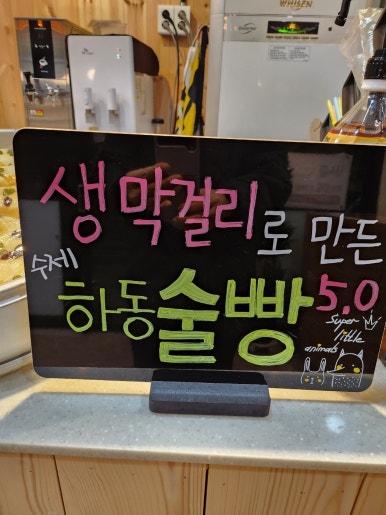 생막걸리로 만든
수제
하동술빵 5.0
Super
little
animals
WHISEN